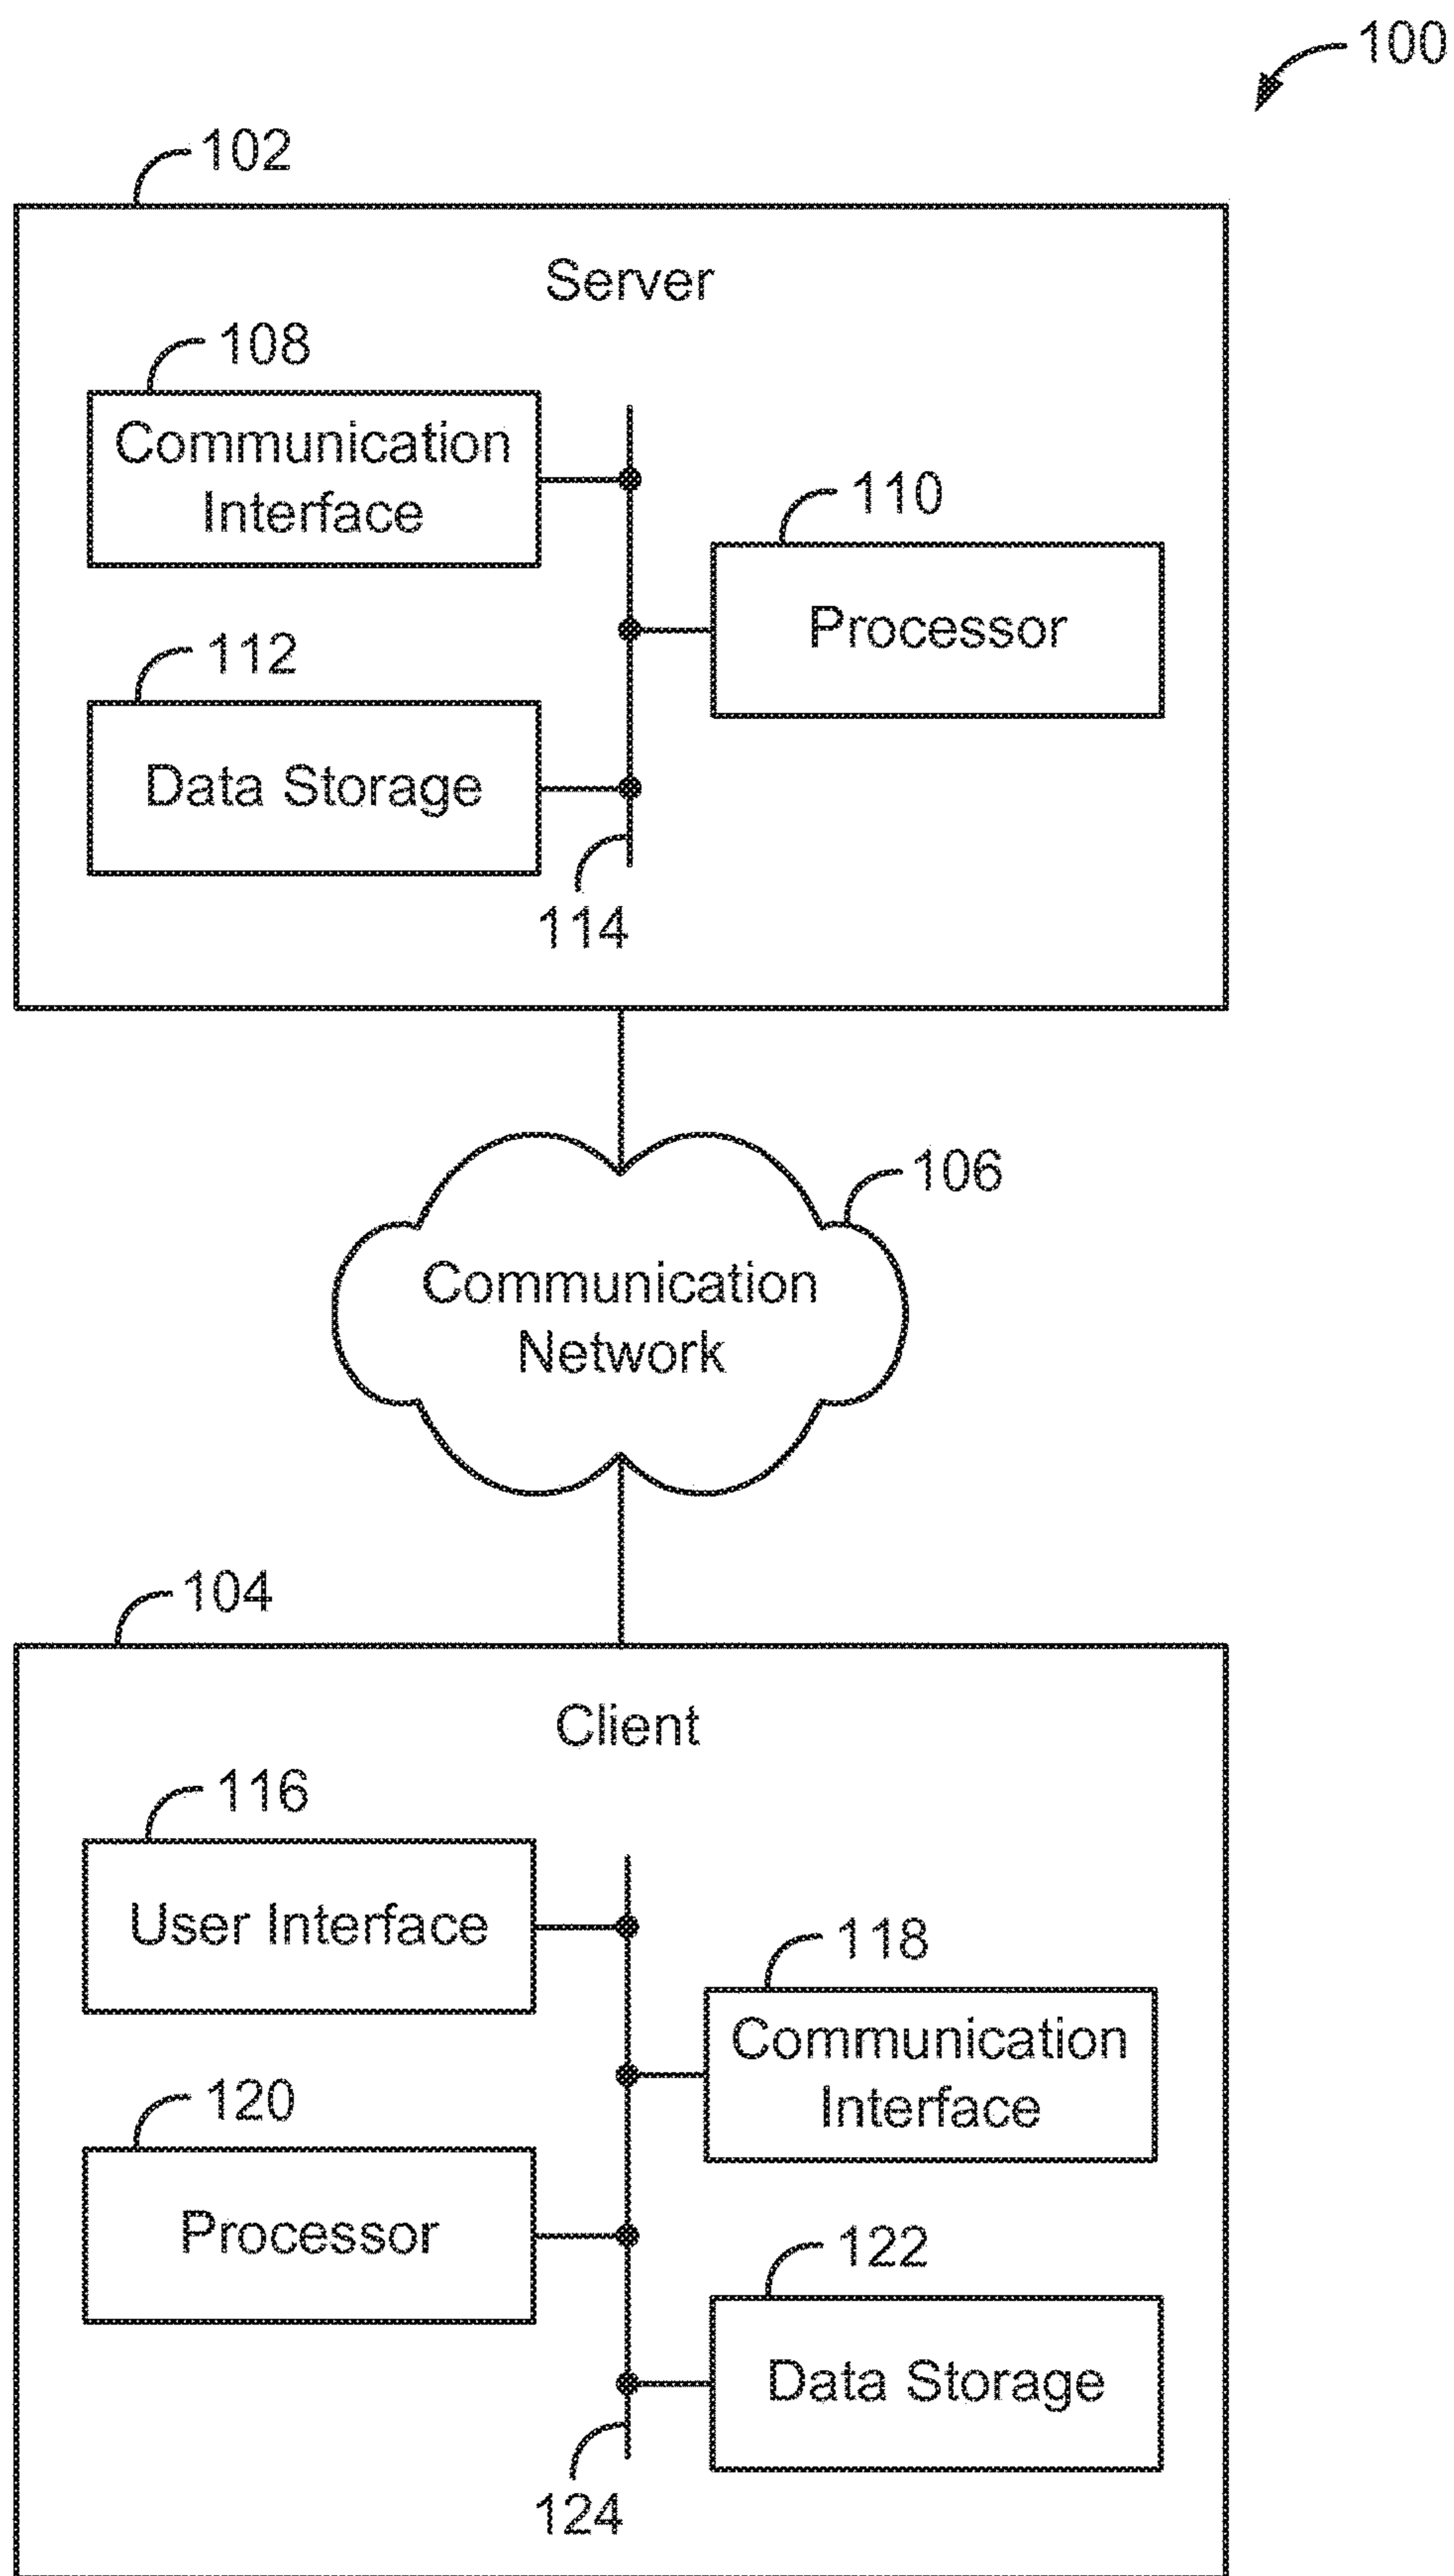 100
102
Server
108
Communication
Interface
110
Processor
112
Data Storage
114
106
Communication
Network
104
Client
116
User Interface
118
Communication
Interface
120
Processor
122
Data Storage
124